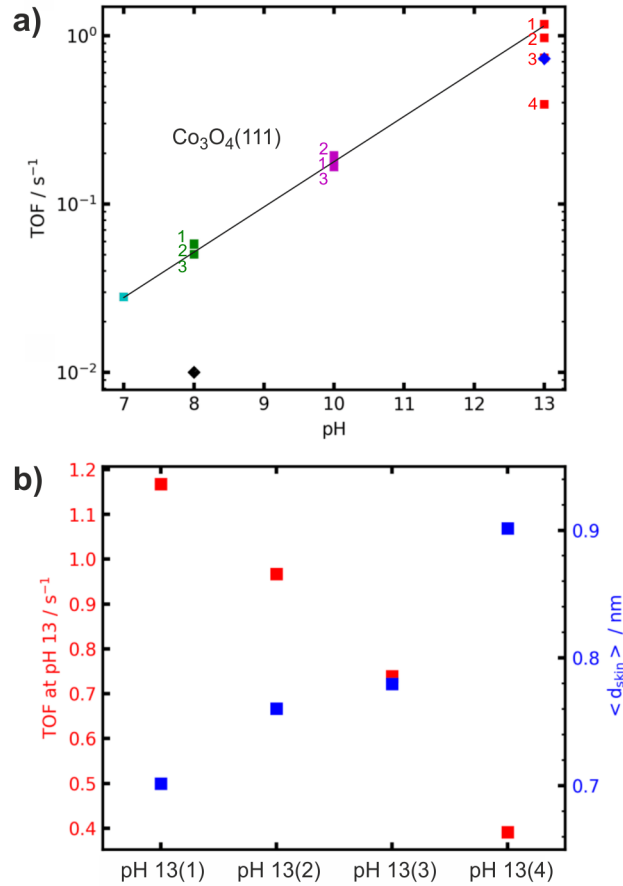 a)
10⁰
10⁻¹
10⁻²
TOF / s⁻¹
Co₃O₄(111)
1
2
3
4
2
1
3
1
2
3
7 8 9 10 11 12 13
pH
b)
1.2
1.1
1.0
0.9
0.8
0.7
0.6
0.5
0.4
TOF at pH 13 / s⁻¹
0.9
0.8
0.7
< d_skin > / nm
pH 13(1) pH 13(2) pH 13(3) pH 13(4)